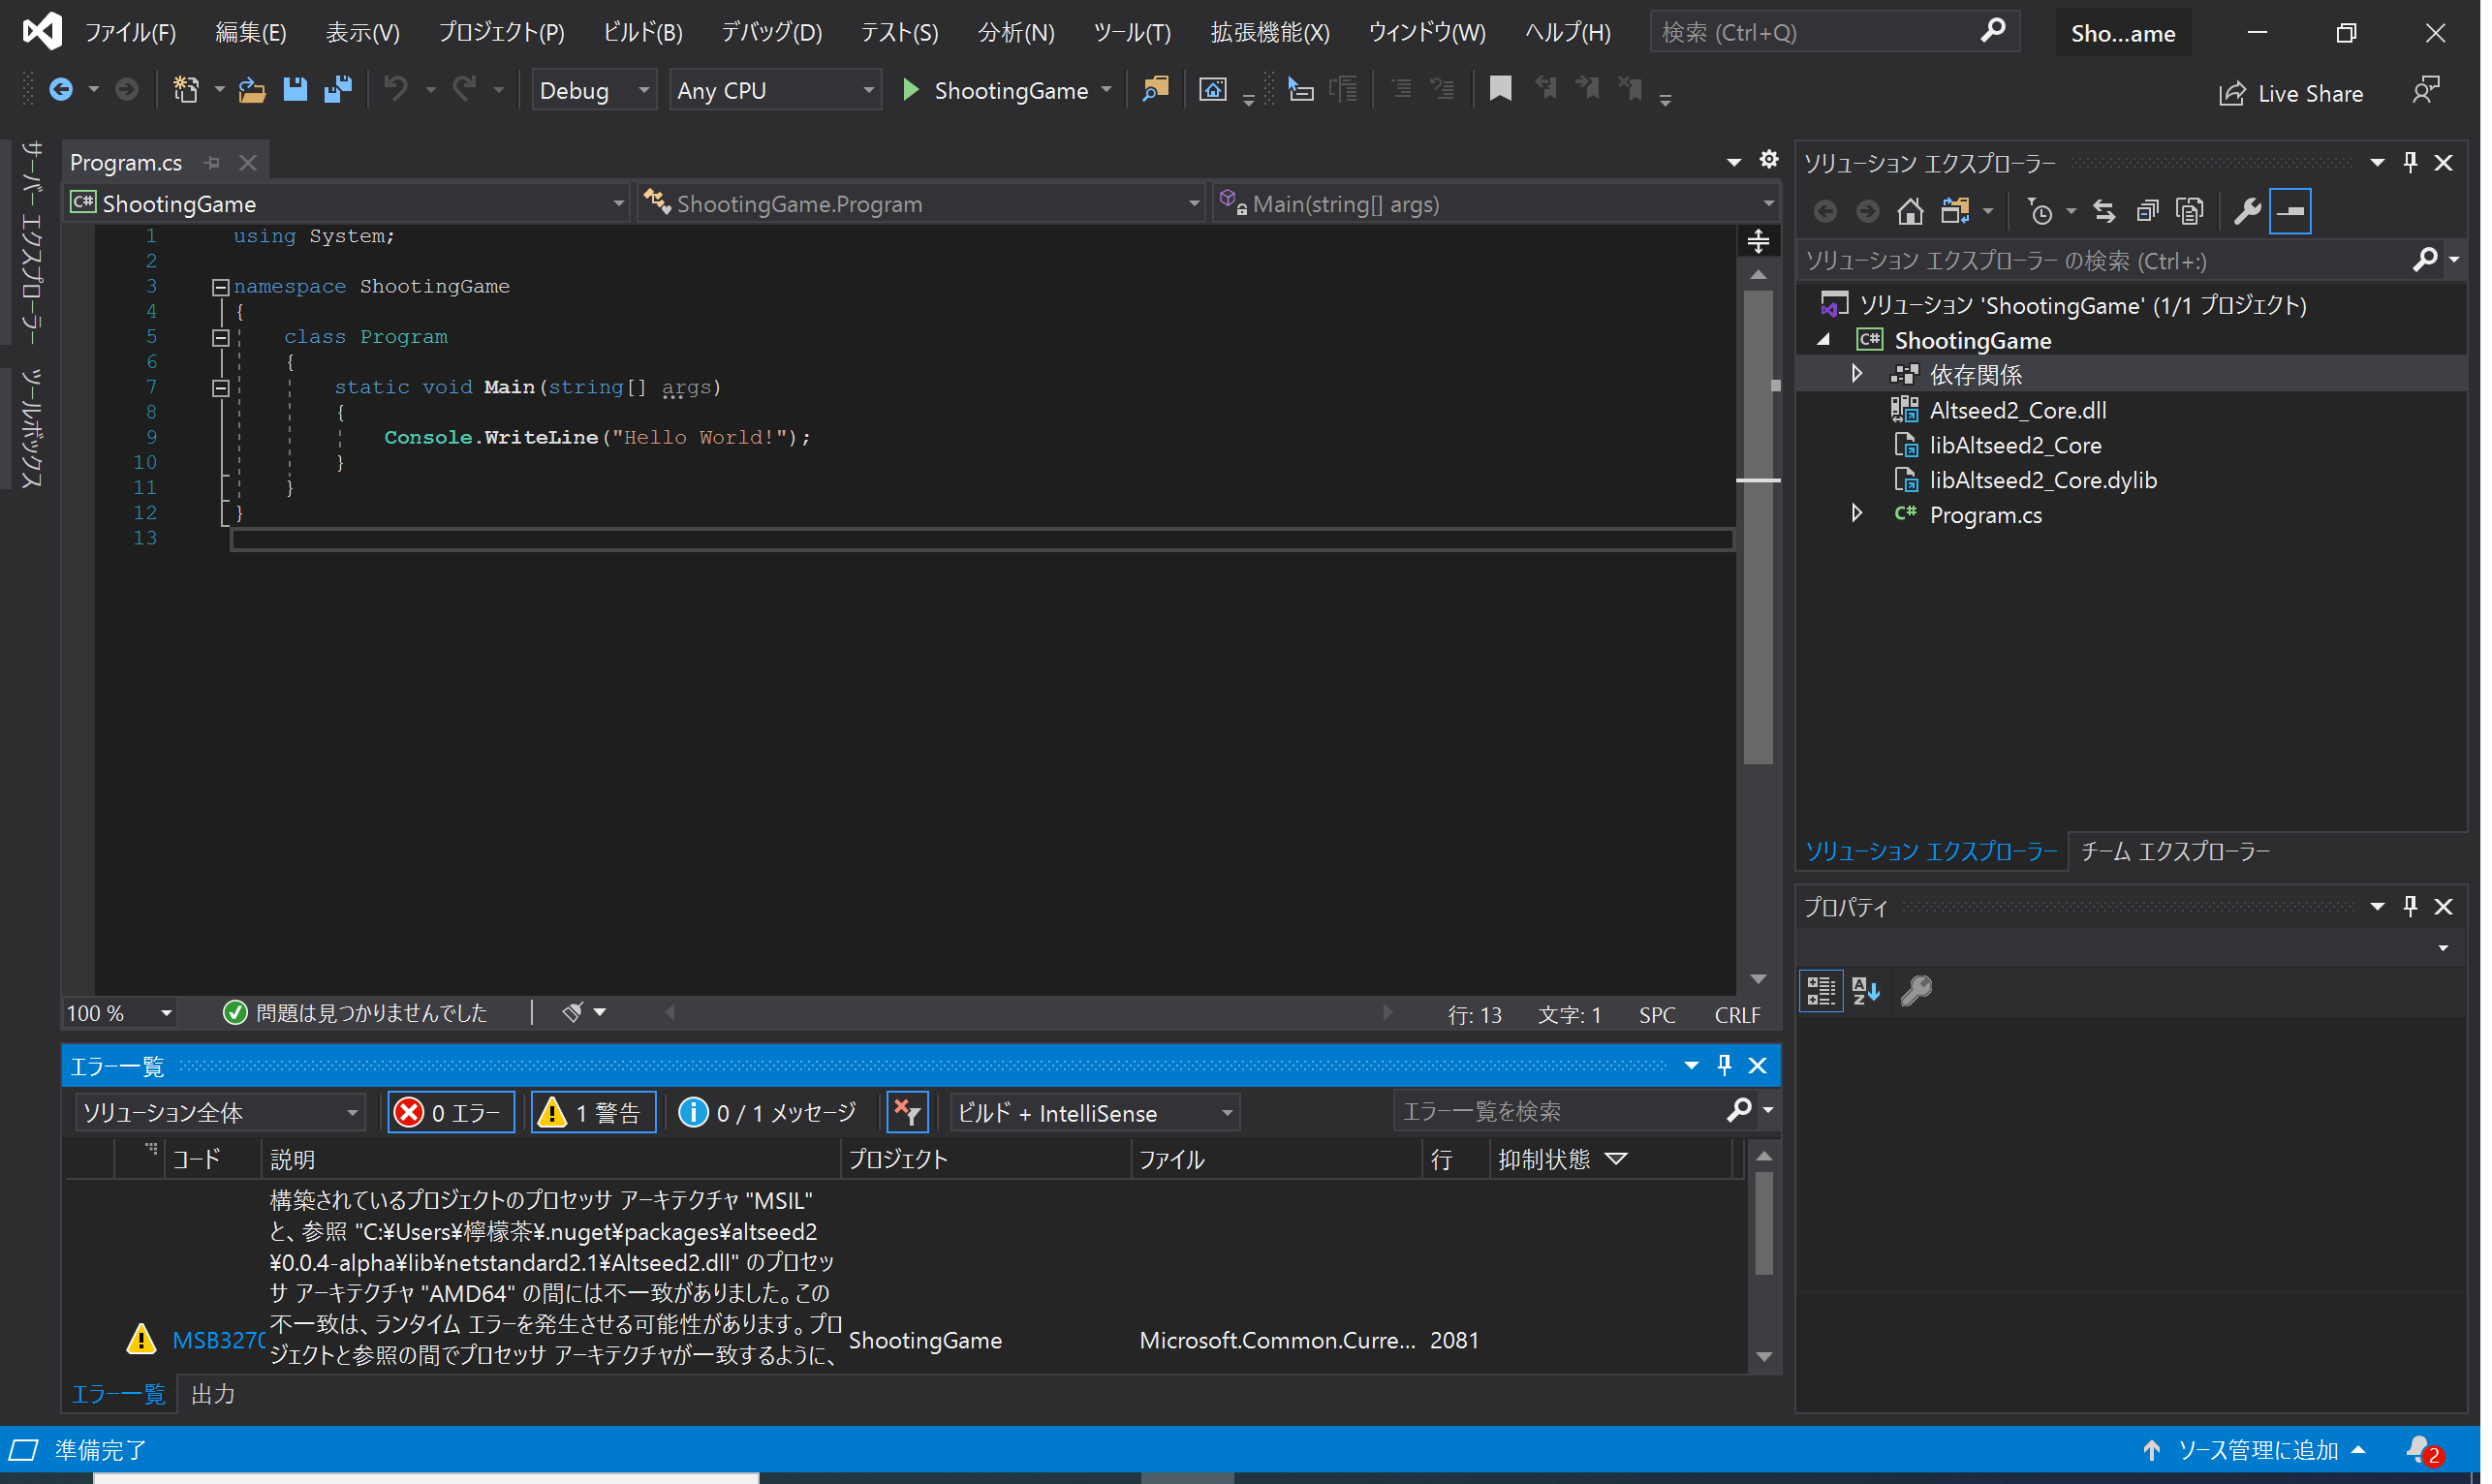 ファイル(F) 編集(E) 表示(V) プロジェクト(P) ビルド(B) デバッグ(D) テスト(S) 分析(N) ツール(T) 拡張機能(X) ウィンドウ(W) ヘルプ(H) 検索 (Ctrl+Q) Sho...ame
Debug Any CPU ShootingGame Live Share
サーバー エクスプローラー
ツールボックス
Program.cs
ShootingGame ShootingGame.Program Main(string[] args)
1 using System;
2
3 namespace ShootingGame
4 {
5 class Program
6 {
7 static void Main(string[] args)
8 {
9 Console.WriteLine("Hello World!");
10 }
11 }
12 }
13
100 % 問題は見つかりませんでした 行: 13 文字: 1 SPC CRLF
エラー一覧
ソリューション全体 0 エラー 1 警告 0 / 1 メッセージ ビルド + IntelliSense エラー一覧を検索
コード 説明 プロジェクト ファイル 行 抑制状態
構築されているプロジェクトのプロセッサ アーキテクチャ "MSIL"
と、参照 "C:¥Users¥檸檬茶¥.nuget¥packages¥altseed2
¥0.0.4-alpha¥lib¥netstandard2.1¥Altseed2.dll" のプロセッ
サ アーキテクチャ "AMD64" の間には不一致がありました。この
不一致は、ランタイム エラーを発生させる可能性があります。プロ
MSB3270 ジェクトと参照の間でプロセッサ アーキテクチャが一致するように、 ShootingGame Microsoft.Common.Curre... 2081
エラー一覧 出力
ソリューション エクスプローラー
ソリューション エクスプローラー の検索 (Ctrl+:)
ソリューション 'ShootingGame' (1/1 プロジェクト)
C# ShootingGame
依存関係
Altseed2_Core.dll
libAltseed2_Core
libAltseed2_Core.dylib
C# Program.cs
ソリューション エクスプローラー チーム エクスプローラー
プロパティ
準備完了 ソース管理に追加 2